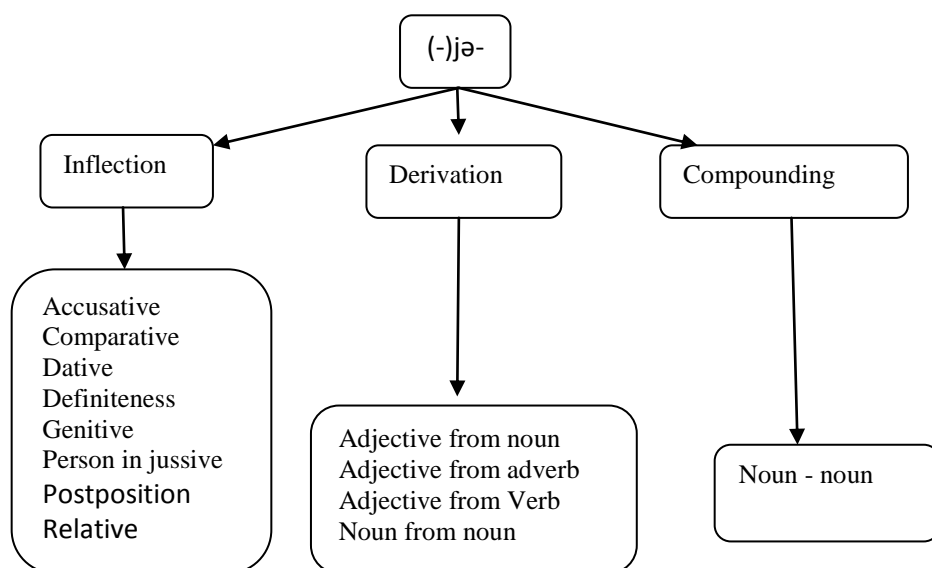 (-)jə-
Inflection
Derivation
Compounding
Accusative
Comparative
Dative
Definiteness
Genitive
Person in jussive
Postposition
Relative
Adjective from noun
Adjective from adverb
Adjective from Verb
Noun from noun
Noun - noun